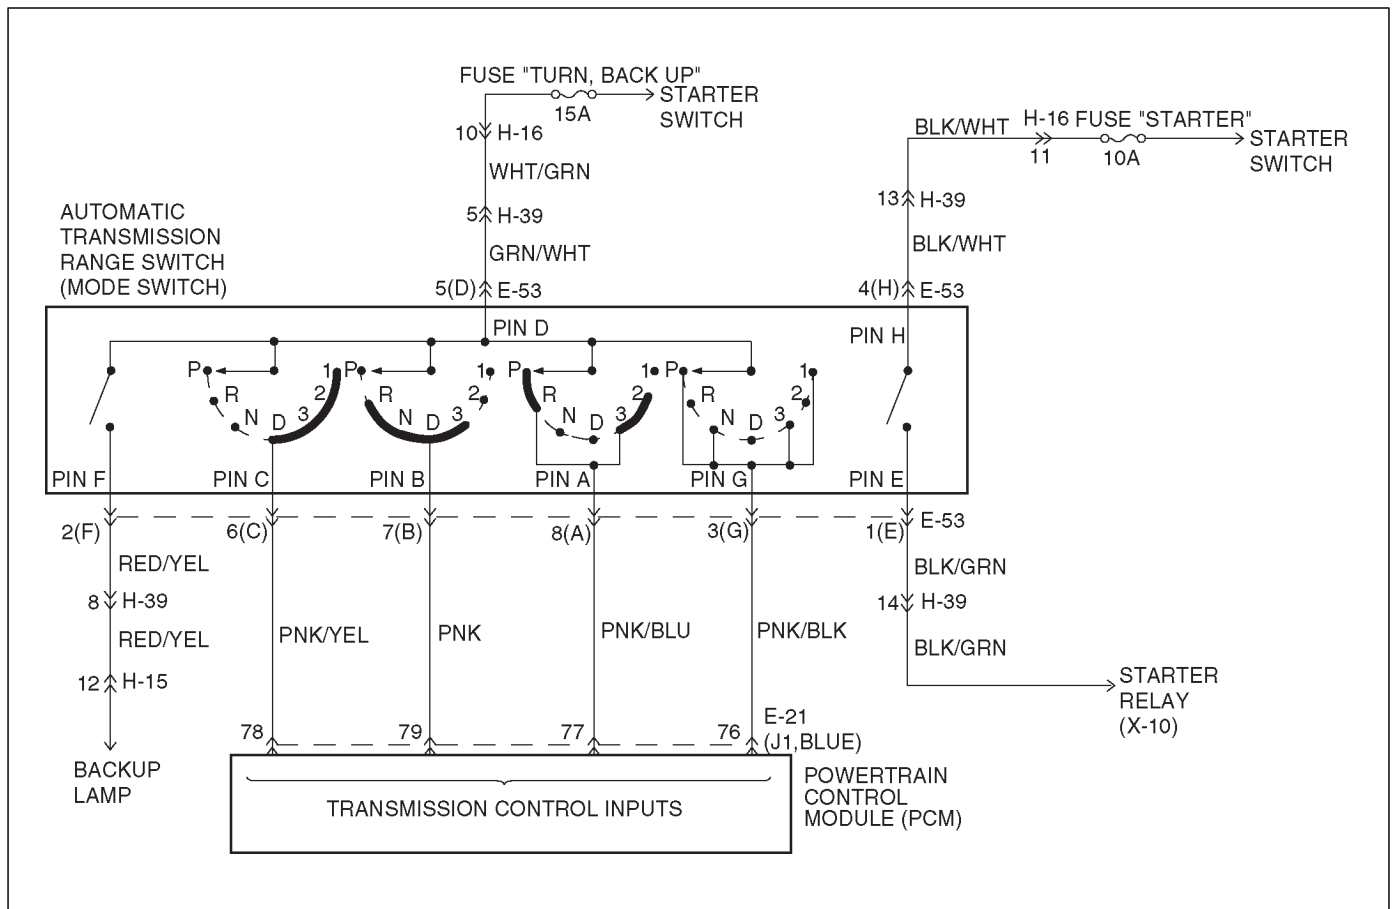 FUSE "TURN, BACK UP"
15A
STARTER
SWITCH
10 H-16
WHT/GRN
5 H-39
GRN/WHT
5(D) E-53
BLK/WHT
H-16 FUSE "STARTER"
11
10A
STARTER
SWITCH
13 H-39
BLK/WHT
4(H) E-53
AUTOMATIC
TRANSMISSION
RANGE SWITCH
(MODE SWITCH)
PIN D
PIN H
P R N D 3 2 1
P R N D 3 2 1
P R N D 3 2 1
P R N D 3 2 1
PIN F
PIN C
PIN B
PIN A
PIN G
PIN E
2(F)
6(C)
7(B)
8(A)
3(G)
1(E)
E-53
RED/YEL
8 H-39
RED/YEL
12 H-15
BACKUP
LAMP
PNK/YEL
PNK
PNK/BLU
PNK/BLK
BLK/GRN
14 H-39
BLK/GRN
STARTER
RELAY
(X-10)
78
79
77
76
E-21
(J1,BLUE)
TRANSMISSION CONTROL INPUTS
POWERTRAIN
CONTROL
MODULE (PCM)